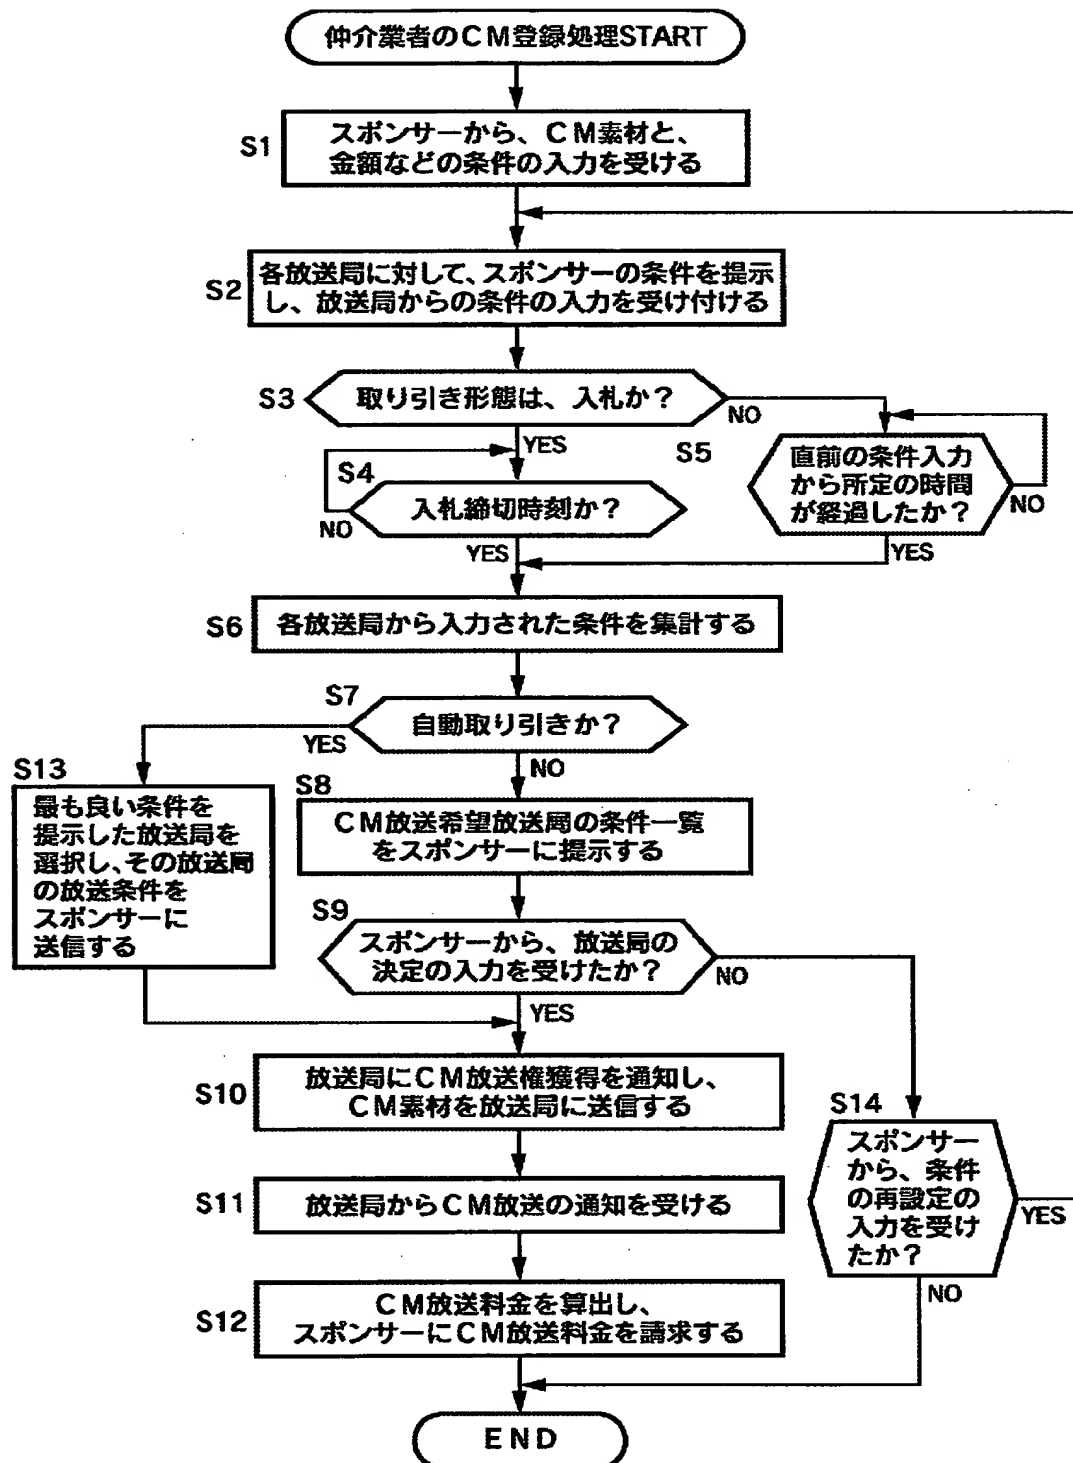 仲介業者のCM登録処理START
S1
スポンサーから、CM素材と、
金額などの条件の入力を受ける
S2
各放送局に対して、スポンサーの条件を提示
し、放送局からの条件の入力を受け付ける
S3
取り引き形態は、入札か?
NO
YES
S4
入札締切時刻か?
NO
YES
S5
直前の条件入力
から所定の時間
が経過したか?
NO
YES
S6
各放送局から入力された条件を集計する
S7
自動取り引きか?
YES
NO
S13
最も良い条件を
提示した放送局を
選択し、その放送局
の放送条件を
スポンサーに
送信する
S8
CM放送希望放送局の条件一覧
をスポンサーに提示する
S9
スポンサーから、放送局の
決定の入力を受けたか?
NO
YES
S10
放送局にCM放送権獲得を通知し、
CM素材を放送局に送信する
S14
スポンサー
から、条件
の再設定の
入力を受け
たか?
YES
NO
S11
放送局からCM放送の通知を受ける
S12
CM放送料金を算出し、
スポンサーにCM放送料金を請求する
END